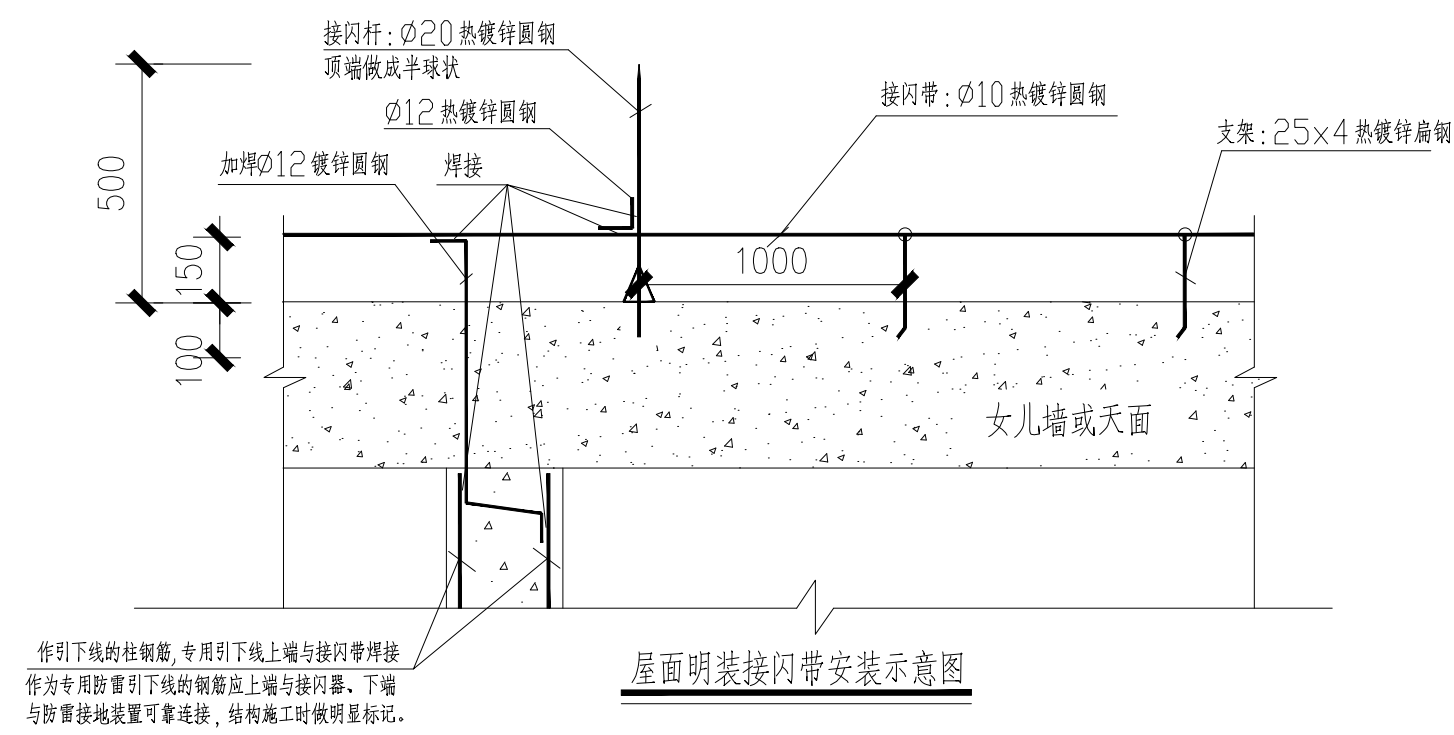 接闪杆：Ø20热镀锌圆钢
顶端做成半球状
Ø12热镀锌圆钢
接闪带：Ø10热镀锌圆钢
支架：25x4热镀锌扁钢
加焊Ø12镀锌圆钢
焊接
500
150
100
1000
女儿墙或天面
作引下线的柱钢筋,专用引下线上端与接闪带焊接
作为专用防雷引下线的钢筋应上端与接闪器、下端
与防雷接地装置可靠连接，结构施工时做明显标记。
屋面明装接闪带安装示意图